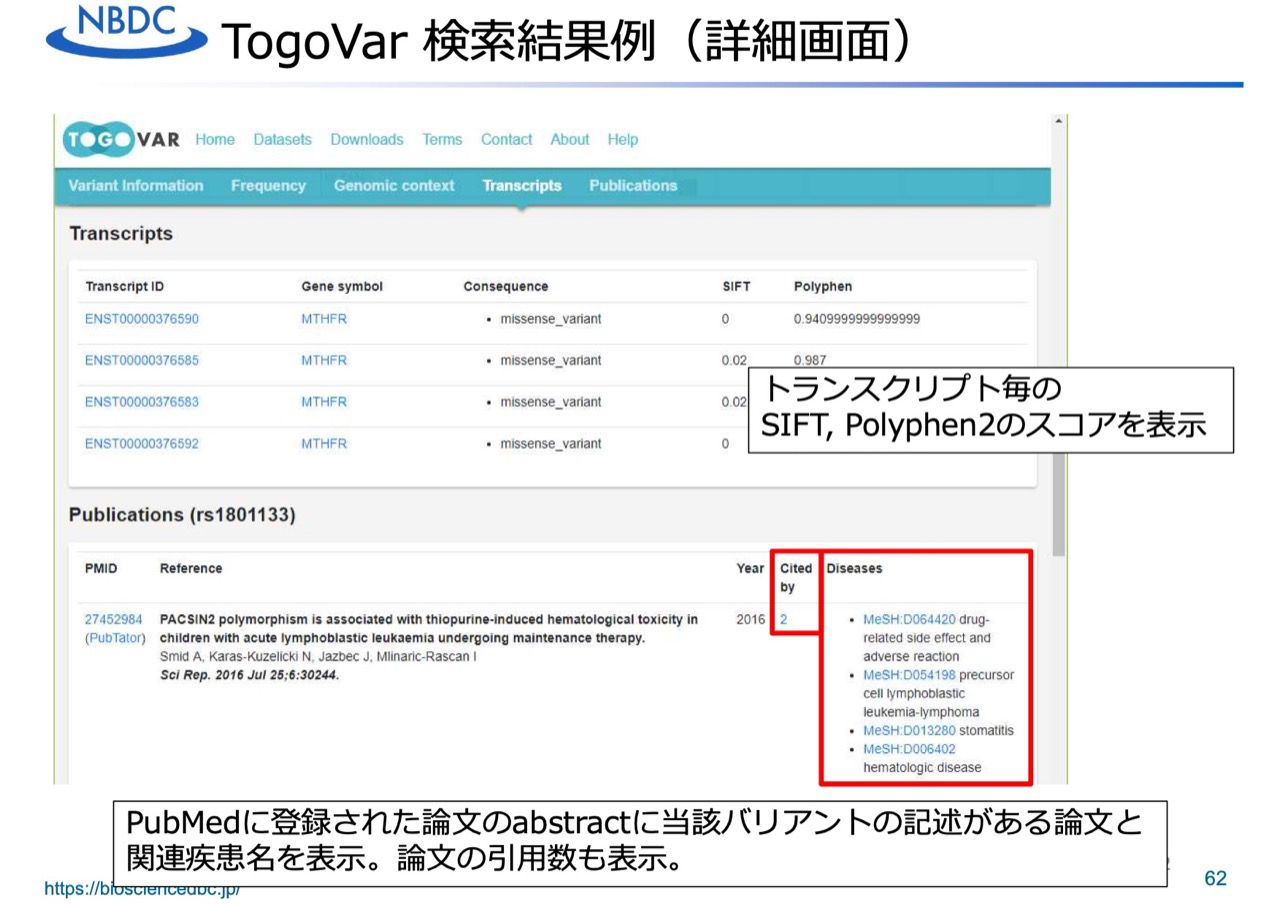 NBDC
TogoVar 検索結果例（詳細画面）
TOGOVAR Home Datasets Downloads Terms Contact About Help
Variant Information Frequency Genomic context Transcripts Publications
Transcripts
Transcript ID Gene symbol Consequence SIFT Polyphen
ENST00000376590 MTHFR • missense_variant 0 0.9409999999999999
ENST00000376585 MTHFR • missense_variant 0.02 0.987
ENST00000376583 MTHFR • missense_variant 0.02
ENST00000376592 MTHFR • missense_variant 0
トランスクリプト毎の
SIFT, Polyphen2のスコアを表示
Publications (rs1801133)
PMID Reference Year Cited by Diseases
27452984
(PubTator)
PACSIN2 polymorphism is associated with thiopurine-induced hematological toxicity in
children with acute lymphoblastic leukaemia undergoing maintenance therapy.
Smid A, Karas-Kuzelicki N, Jazbec J, Mlinaric-Rascan I
Sci Rep. 2016 Jul 25;6:30244.
2016
2
• MeSH:D064420 drug-
related side effect and
adverse reaction
• MeSH:D054198 precursor
cell lymphoblastic
leukemia-lymphoma
• MeSH:D013280 stomatitis
• MeSH:D006402
hematologic disease
PubMedに登録された論文のabstractに当該バリアントの記述がある論文と
関連疾患名を表示。論文の引用数も表示。
https://biosciencedbc.jp/
62